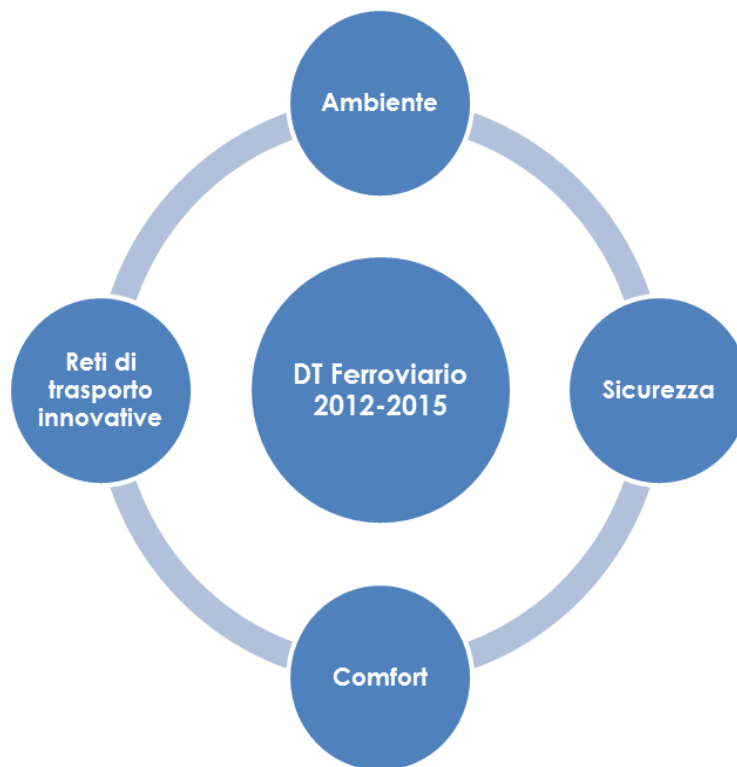 Ambiente
Reti di
trasporto
innovative
DT Ferroviario
2012-2015
Sicurezza
Comfort